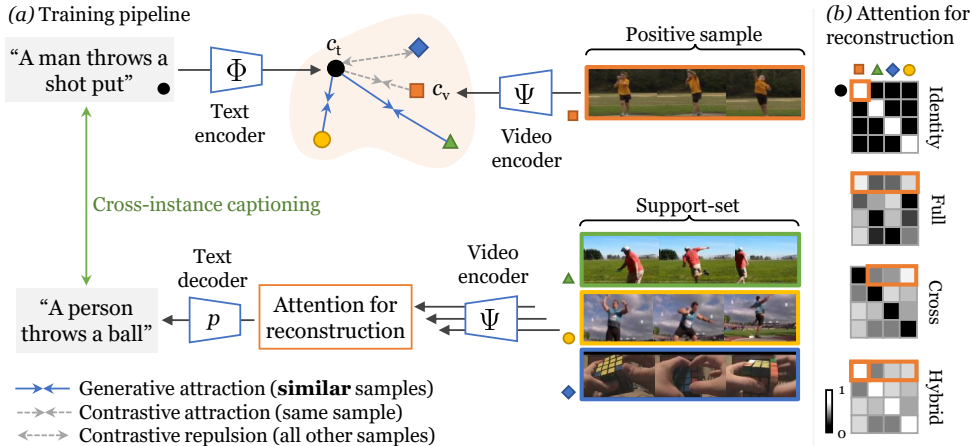 (a) Training pipeline
"A man throws a
shot put"
Φ
Text
encoder
c_t
c_v
Ψ
Video
encoder
Positive sample
Cross-instance captioning
Support-set
Video
encoder
Ψ
Text
decoder
p
Attention for
reconstruction
"A person
throws a ball"
Generative attraction (similar samples)
Contrastive attraction (same sample)
Contrastive repulsion (all other samples)
(b) Attention for
reconstruction
Identity
Full
Cross
Hybrid
1
0